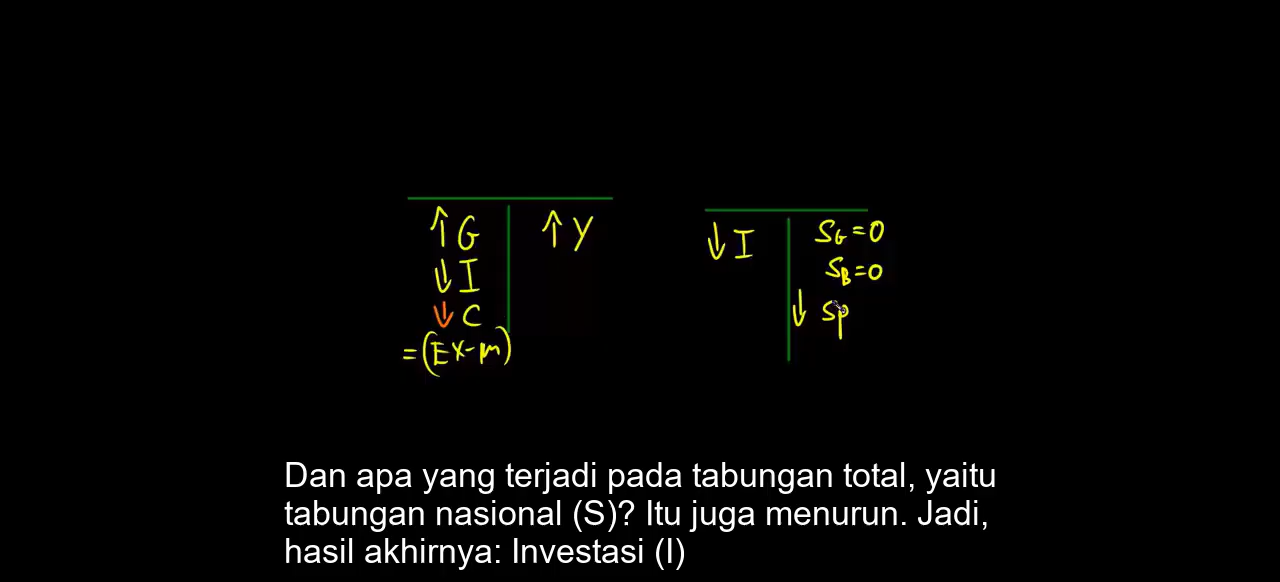 ↑G ↑Y
↓I
↓C
=(Ex-m)
↓I SG=0
SB=0
↓Sp
Dan apa yang terjadi pada tabungan total, yaitu
tabungan nasional (S)? Itu juga menurun. Jadi,
hasil akhirnya: Investasi (I)